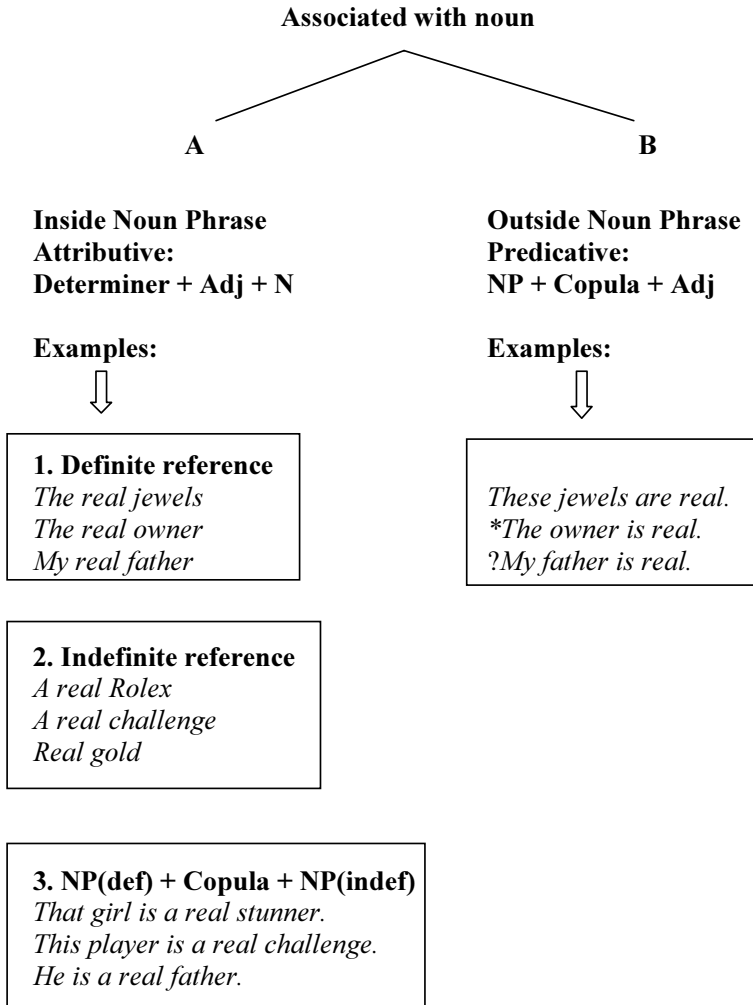 Associated with noun
A
B
Inside Noun Phrase
Attributive:
Determiner + Adj + N
Examples:
Outside Noun Phrase
Predicative:
NP + Copula + Adj
Examples:
1. Definite reference
The real jewels
The real owner
My real father
These jewels are real.
*The owner is real.
?My father is real.
2. Indefinite reference
A real Rolex
A real challenge
Real gold
3. NP(def) + Copula + NP(indef)
That girl is a real stunner.
This player is a real challenge.
He is a real father.